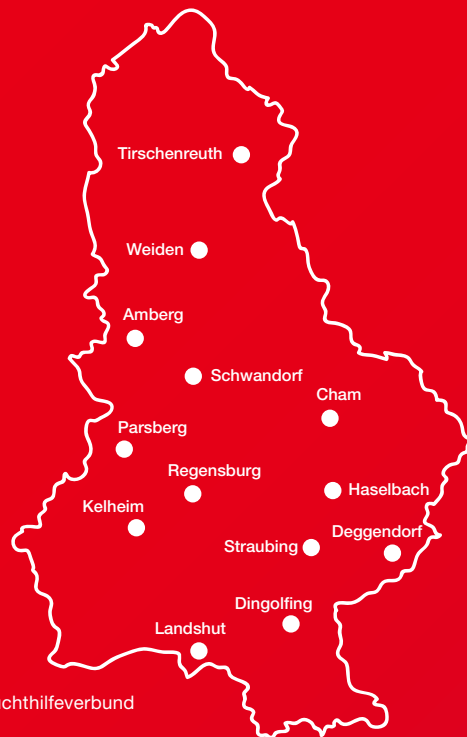 Tirschenreuth
Weiden
Amberg
Schwandorf
Cham
Parsberg
Regensburg
Haselbach
Kelheim
Deggendorf
Straubing
Dingolfing
Landshut
chthilfeverbund